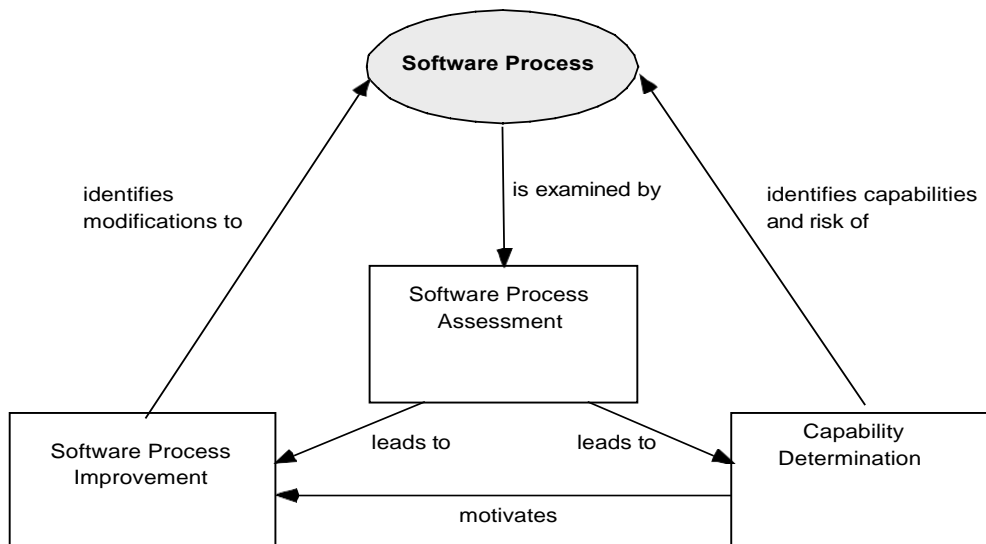 Software Process
identifies
modifications to
is examined by
identifies capabilities
and risk of
Software Process
Assessment
leads to
leads to
Software Process
Improvement
Capability
Determination
motivates